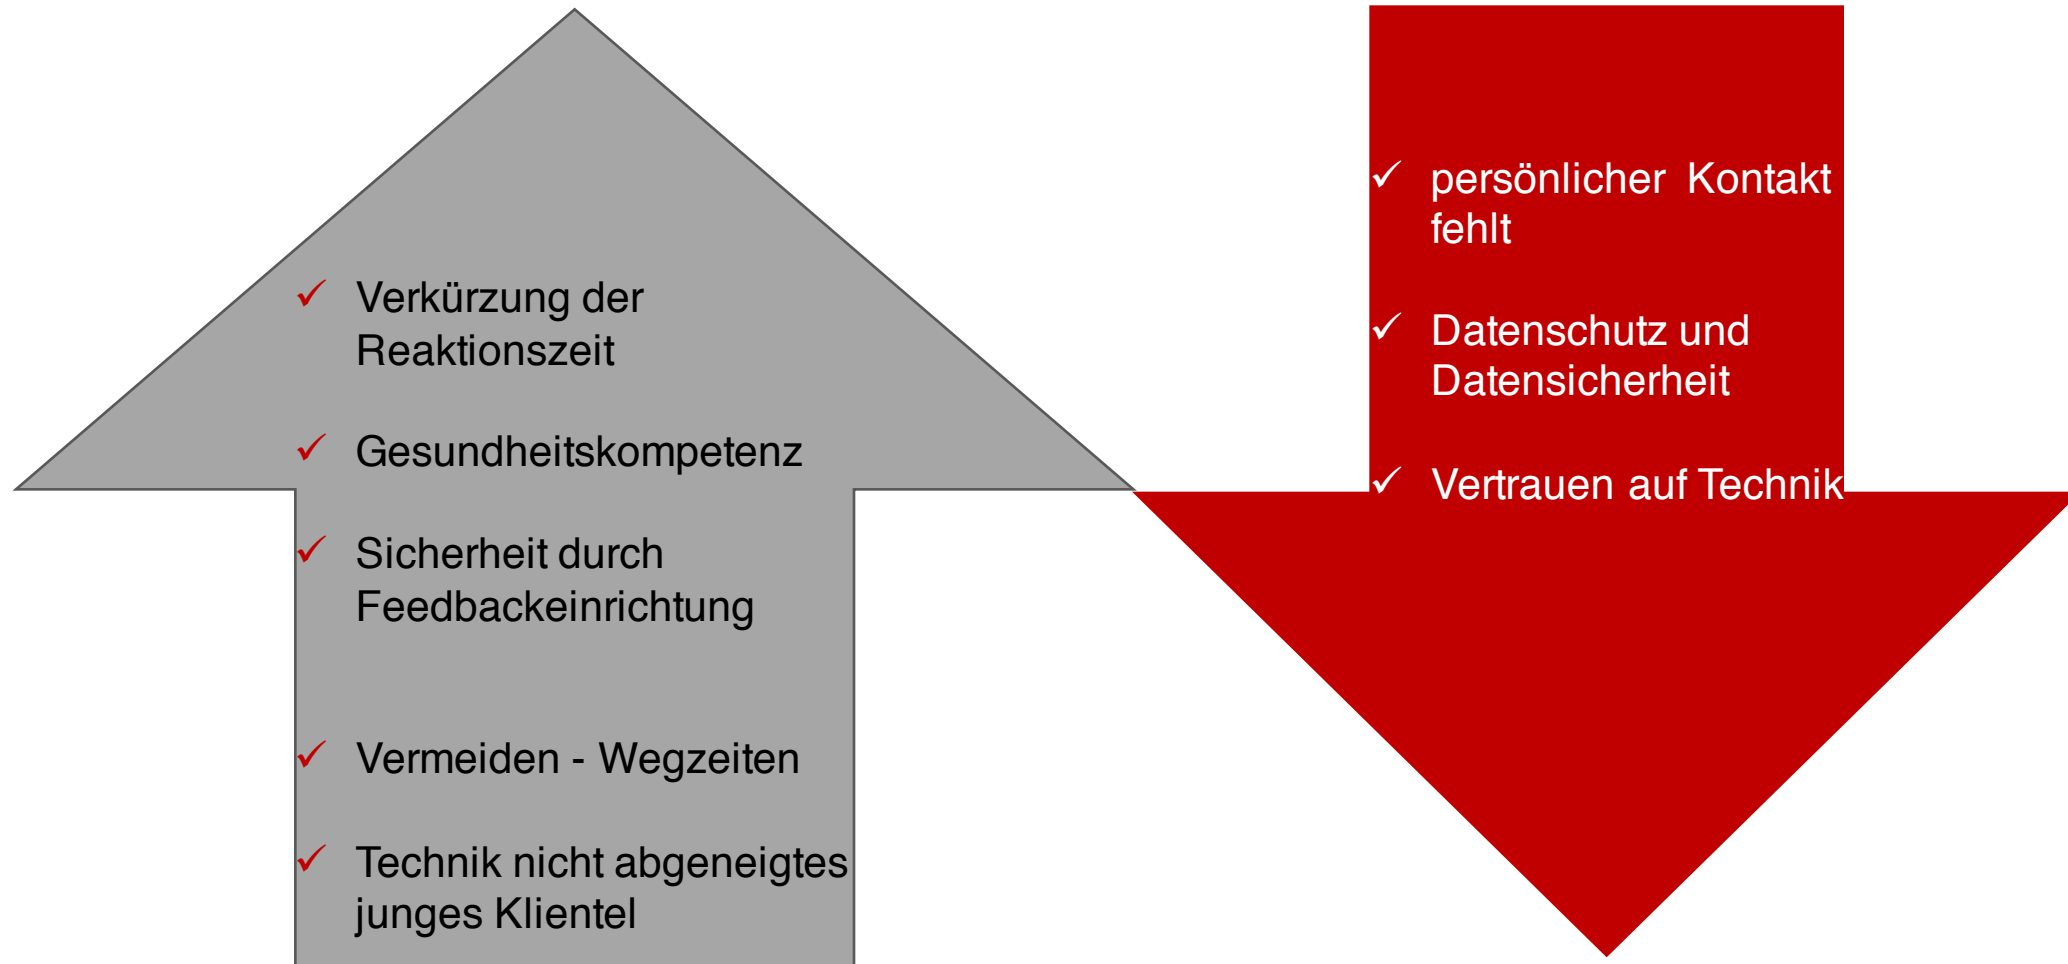 Verkürzung der
Reaktionszeit
Gesundheitskompetenz
Sicherheit durch
Feedbackeinrichtung
Vermeiden - Wegzeiten
Technik nicht abgeneigtes
junges Klientel
persönlicher Kontakt
fehlt
Datenschutz und
Datensicherheit
Vertrauen auf Technik